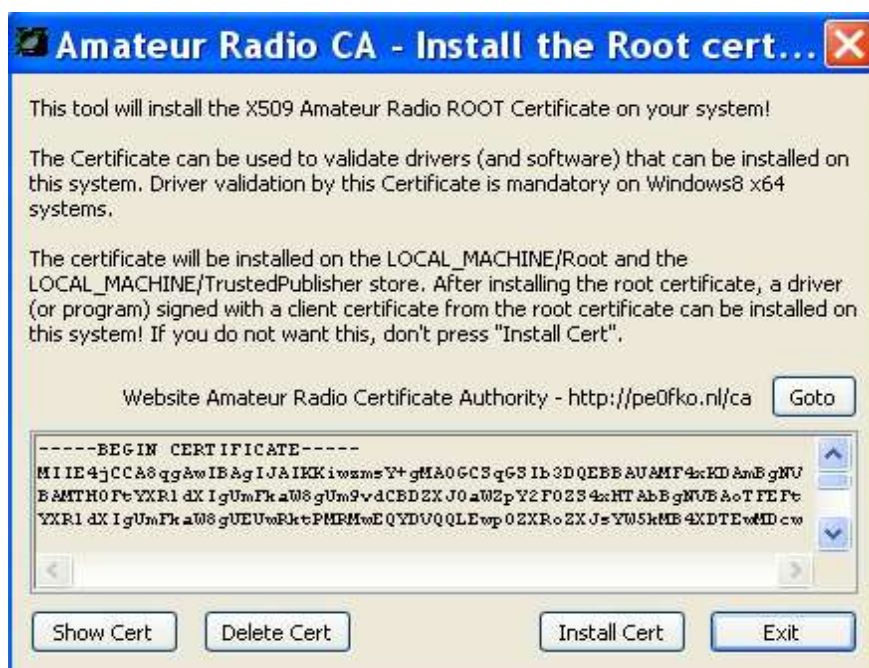 Amateur Radio CA - Install the Root cert...
This tool will install the X509 Amateur Radio ROOT Certificate on your system!
The Certificate can be used to validate drivers (and software) that can be installed on
this system. Driver validation by this Certificate is mandatory on Windows8 x64
systems.
The certificate will be installed on the LOCAL_MACHINE/Root and the
LOCAL_MACHINE/TrustedPublisher store. After installing the root certificate, a driver
(or program) signed with a client certificate from the root certificate can be installed on
this system! If you do not want this, don't press "Install Cert".
Website Amateur Radio Certificate Authority - http://pe0fko.nl/ca Goto
-----BEGIN CERTIFICATE-----
MIIE4jCCA8qgAwIBAgIJAIKKiwzmsY+gMA0GCSqGSIb3DQEBBAUAMF4xKDAmBgNV
BAMTH0FtYXRldXIgUmFkaW8gUm9vdCBDZXJ0aWZpY2F0ZS4xHTAbBgNVBAoTFEFt
YXRldXIgUmFkaW8gUEUwRktPMRMwEQYDVQQLEwpOZXRoZXJsYW5kMB4XDTEwMDcw
Show Cert Delete Cert Install Cert Exit